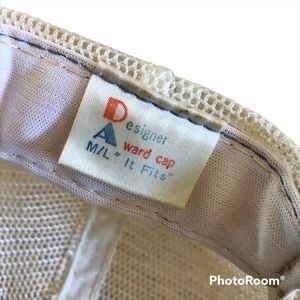 Designer
Award cap
M/L "It Fits"
PhotoRoom®